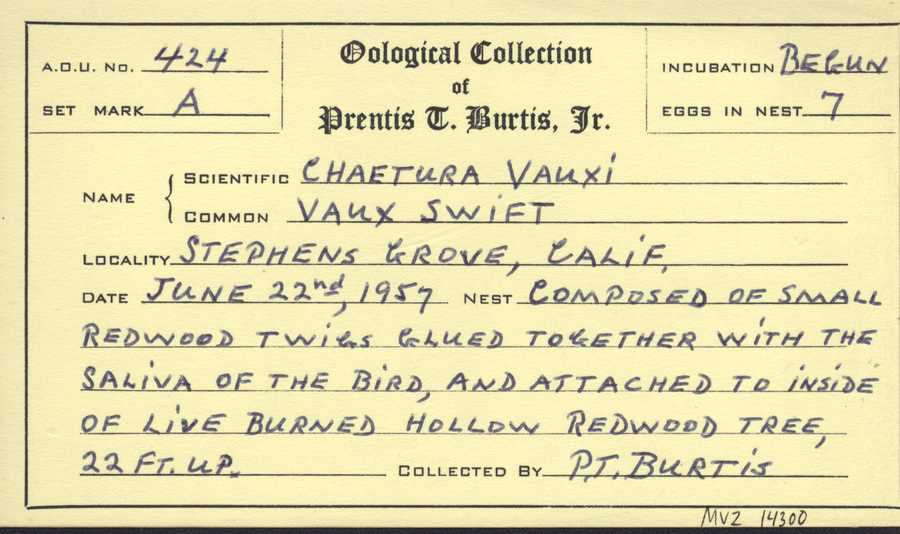 A.O.U. No. 424
SET MARK A
Oological Collection
of
Prentis T. Burtis, Jr.
INCUBATION BEGUN
EGGS IN NEST 7
NAME { SCIENTIFIC CHAETURA VAUXI
COMMON VAUX SWIFT
LOCALITY STEPHENS GROVE, CALIF.
DATE JUNE 22nd, 1957 NEST COMPOSED OF SMALL
REDWOOD TWIGS GLUED TOGETHER WITH THE
SALIVA OF THE BIRD, AND ATTACHED TO INSIDE
OF LIVE BURNED HOLLOW REDWOOD TREE,
22 FT. UP. COLLECTED BY P.T. BURTIS
MVZ 14300